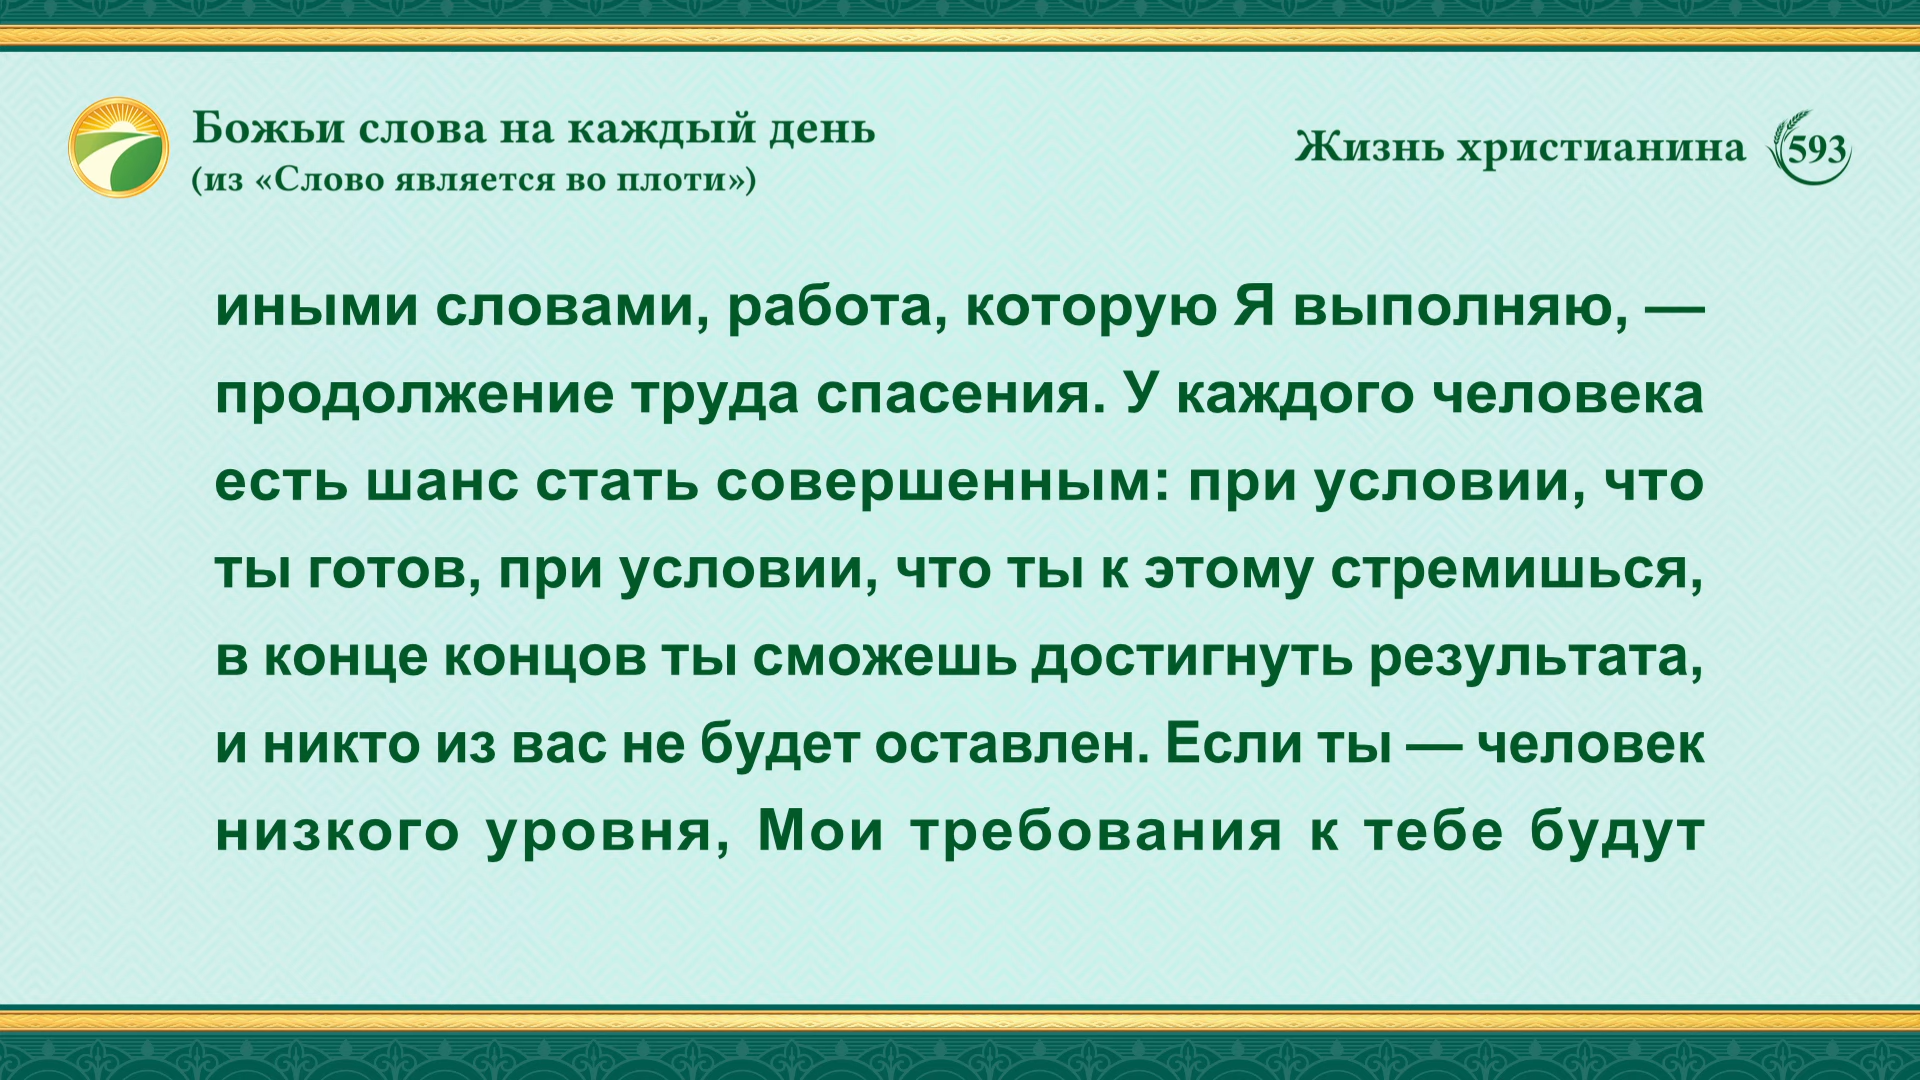 Божьи слова на каждый день
(из «Слово является во плоти»)
Жизнь христианина 593
иными словами, работа, которую Я выполняю, —
продолжение труда спасения. У каждого человека
есть шанс стать совершенным: при условии, что
ты готов, при условии, что ты к этому стремишься,
в конце концов ты сможешь достигнуть результата,
и никто из вас не будет оставлен. Если ты — человек
низкого уровня, Мои требования к тебе будут